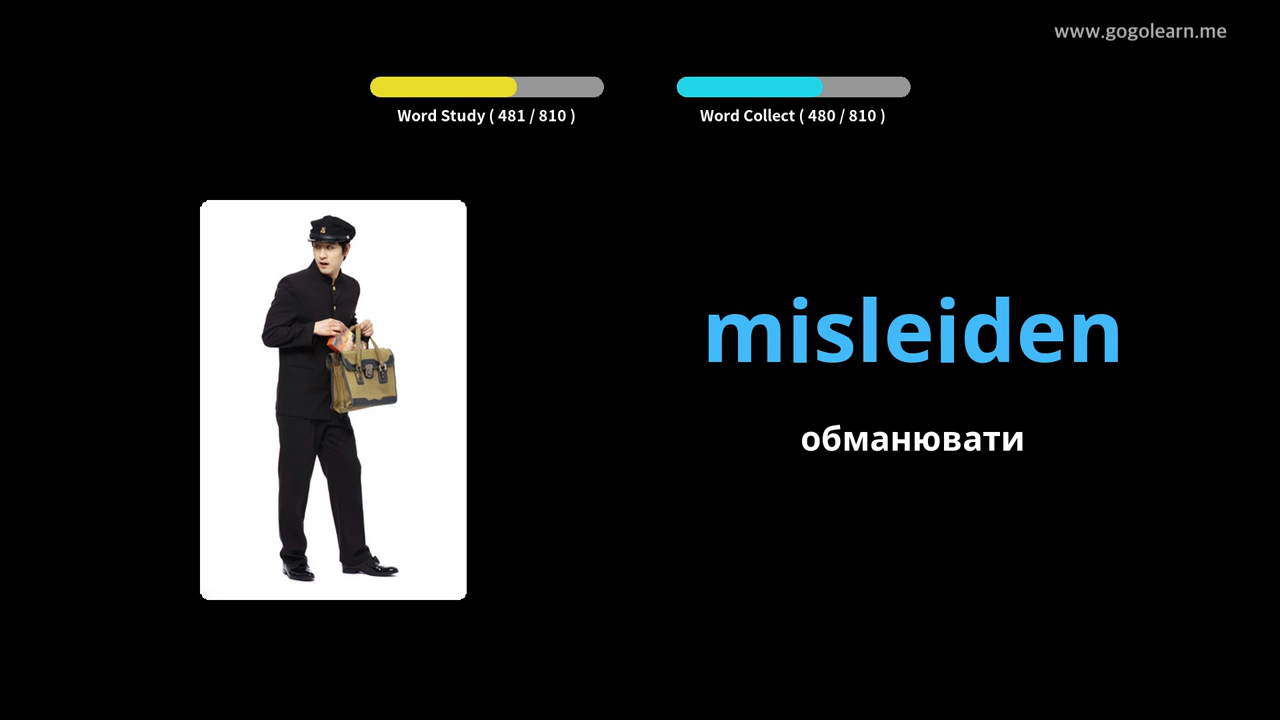 www.gogolearn.me
Word Study ( 481 / 810 )
Word Collect ( 480 / 810 )
misleiden
обманювати